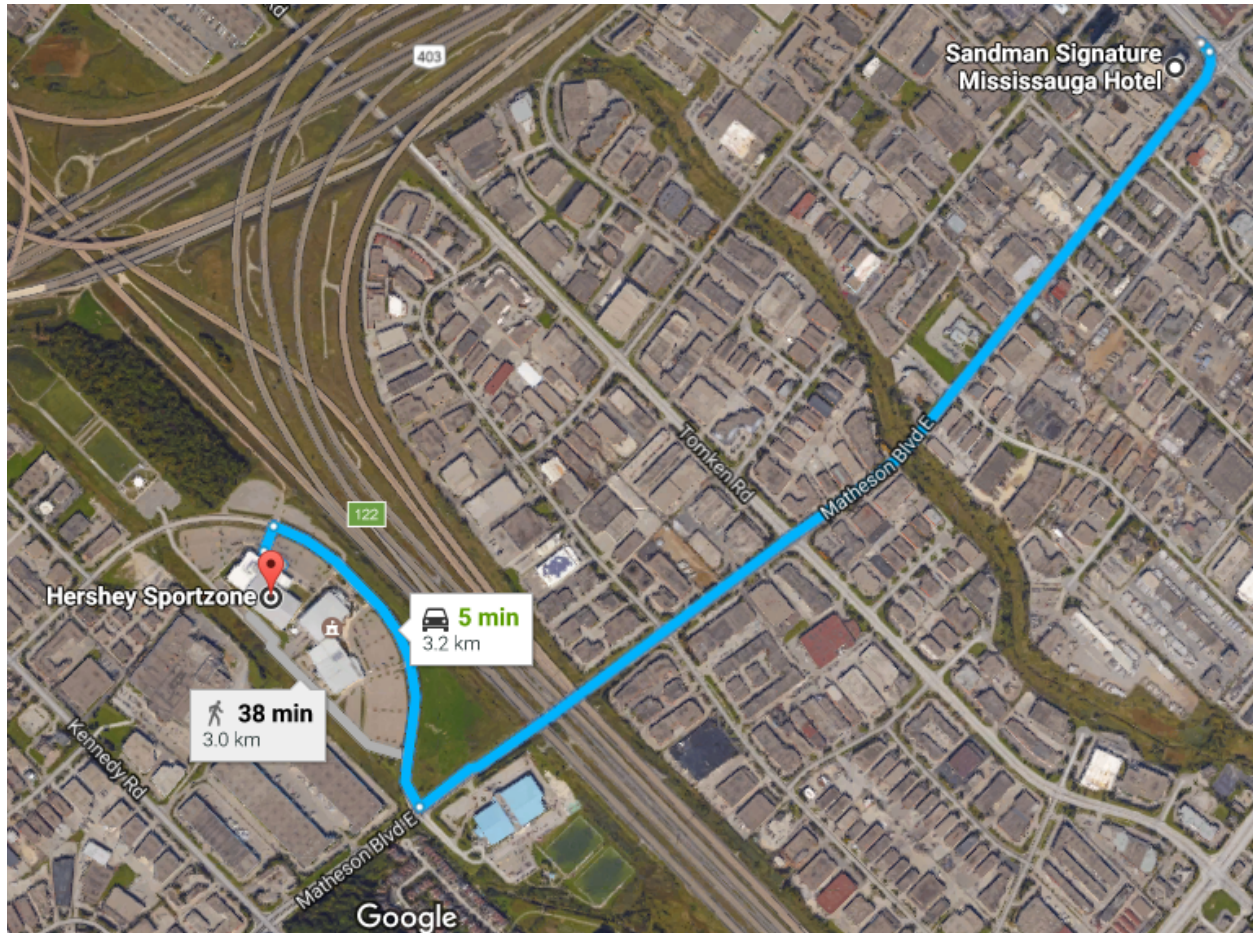 Rd
403
Sandman Signature
Mississauga Hotel
Tomken Rd
Matheson Blvd E
122
Hershey Sportzone
5 min
3.2 km
38 min
3.0 km
Kennedy Rd
Matheson Blvd E
Google